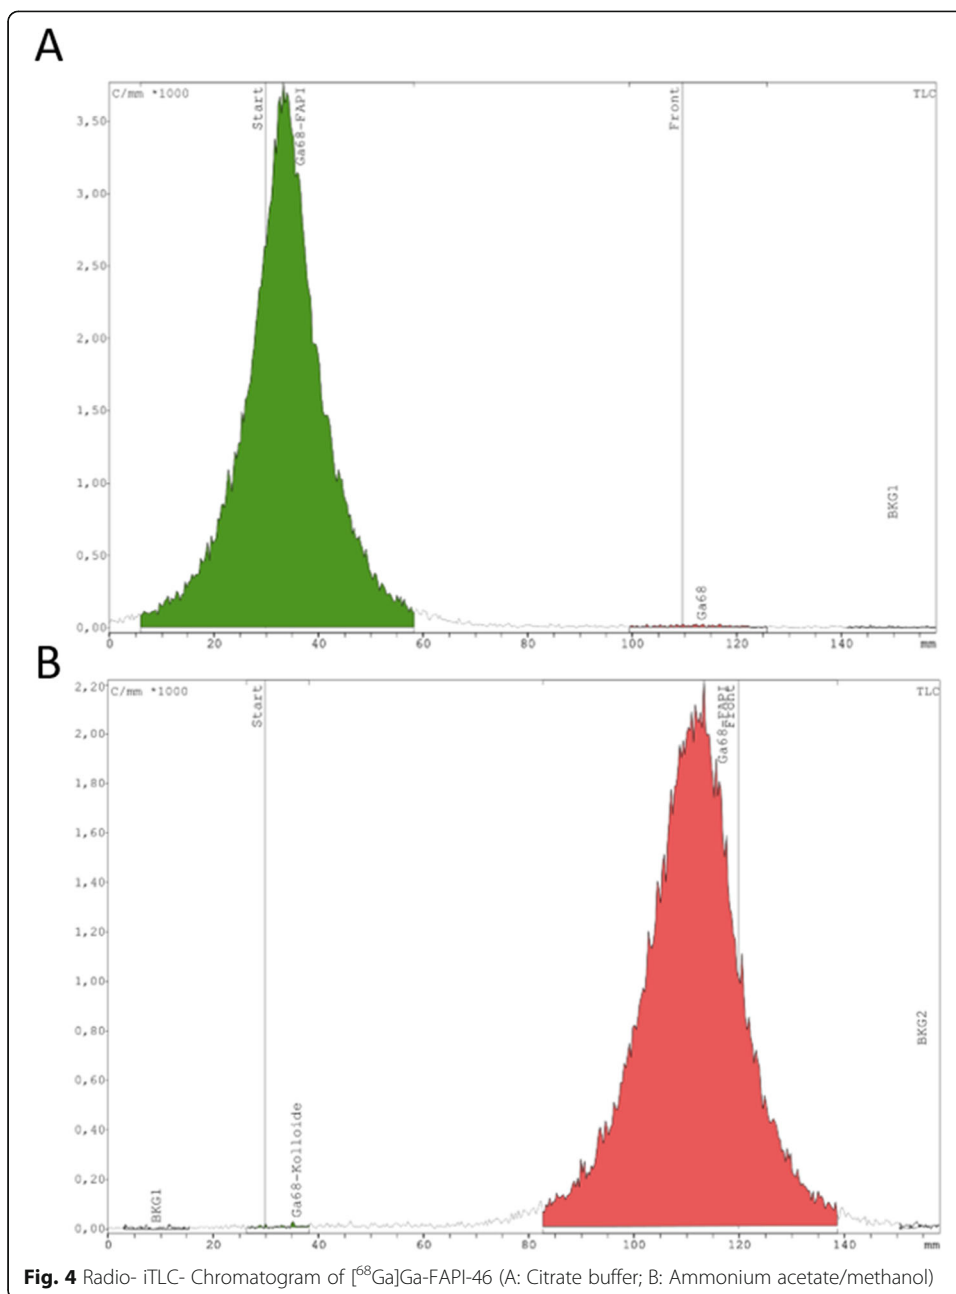 A
C/mm *1000
Start
Ga68-FAPI
Front
TLC
3,50
3,00
2,50
2,00
1,50
1,00
0,50
0,00
BKG1
Ga68
0 20 40 60 80 100 120 140 mm
B
2,20
C/mm *1000
Start
Ga68-FAPI
Front
TLC
2,00
1,80
1,60
1,40
1,20
1,00
0,80
0,60
0,40
0,20
0,00
BKG2
Ga68-Kolloide
BKG1
0 20 40 60 80 100 120 140 mm
Fig. 4 Radio- iTLC- Chromatogram of [⁶⁸Ga]Ga-FAPI-46 (A: Citrate buffer; B: Ammonium acetate/methanol)